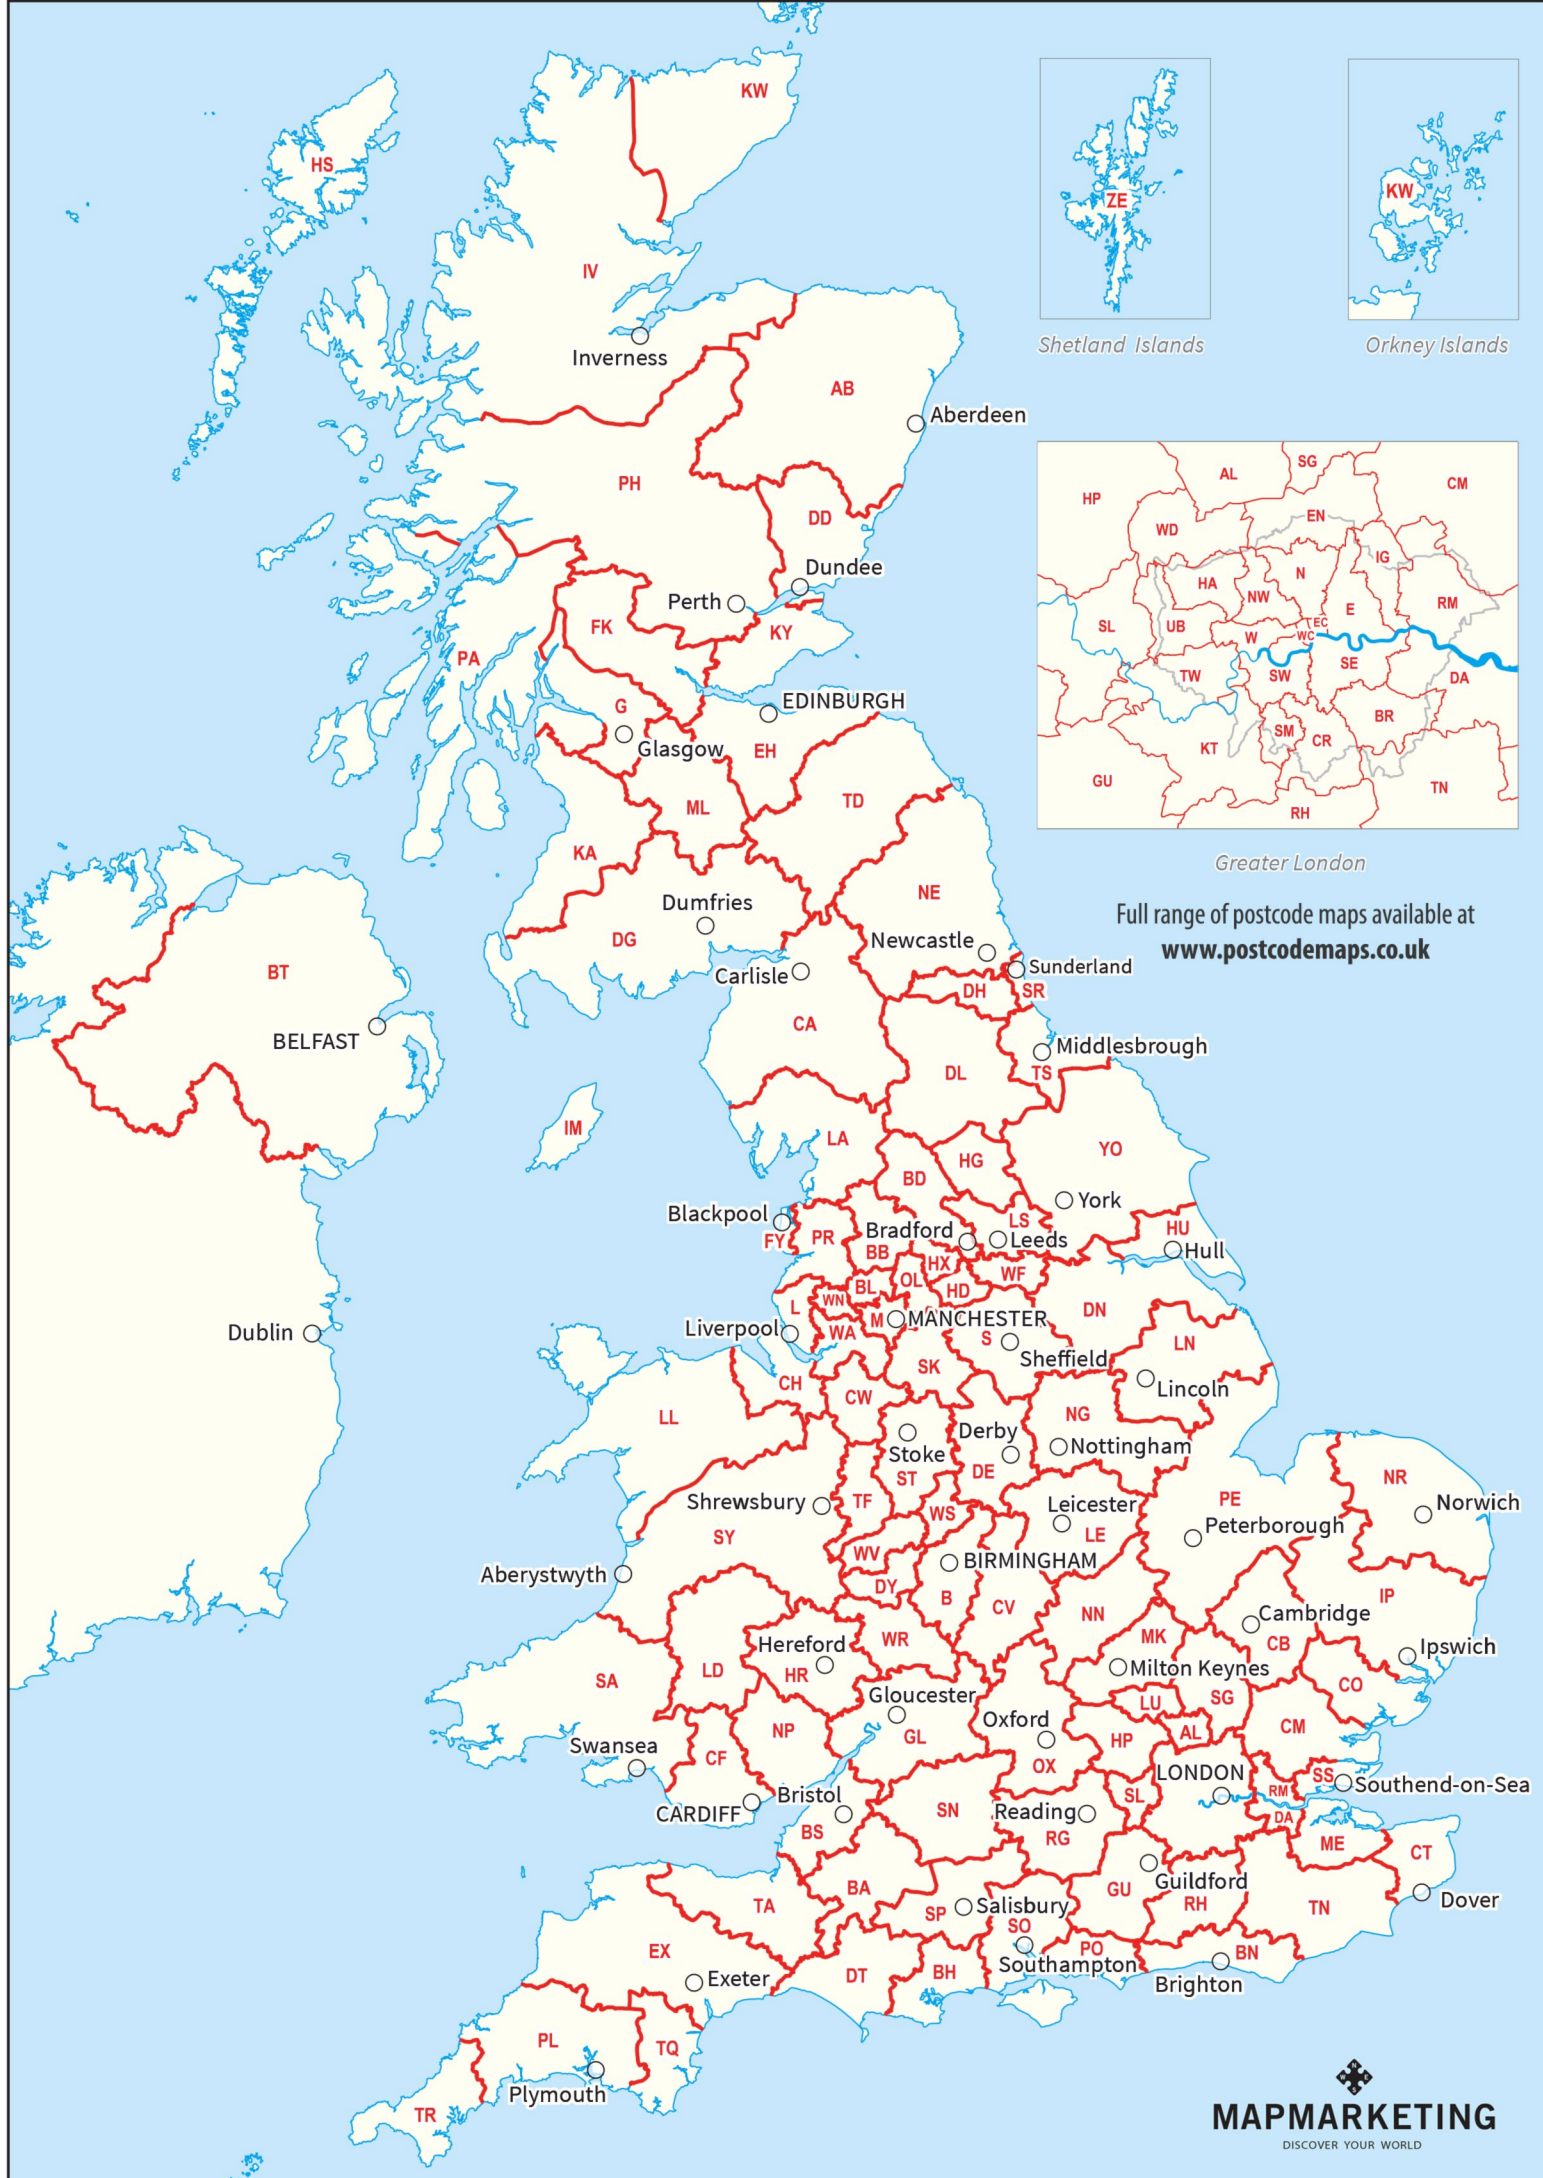 KW
HS
ZE
KW
IV
Shetland Islands
Orkney Islands
Inverness
AB
Aberdeen
PH
DD
Dundee
Perth
KY
FK
PA
G
EDINBURGH
Glasgow
EH
ML
TD
KA
HP
AL
SG
CM
WD
EN
IG
HA
NW
N
E
RM
SL
UB
W
EC
WC
TW
SW
SE
DA
BR
SM
CR
KT
GU
TN
RH
Greater London
Full range of postcode maps available at
www.postcodemaps.co.uk
NE
Dumfries
DG
Newcastle
Sunderland
Carlisle
DH
SR
BT
CA
BELFAST
Middlesbrough
DL
TS
IM
LA
YO
HG
BD
York
Blackpool
FY
PR
Bradford
LS
Leeds
HU
Hull
BB
HX
WF
BL
OL
HD
WN
L
DN
M
MANCHESTER
Liverpool
WA
S
Sheffield
Dublin
LN
SK
CH
CW
Lincoln
LL
NG
Derby
Stoke
Nottingham
DE
ST
NR
Shrewsbury
TF
WS
Leicester
LE
PE
Norwich
Peterborough
SY
WV
BIRMINGHAM
Aberystwyth
DY
B
CV
NN
IP
Cambridge
CB
Hereford
WR
MK
Ipswich
LD
HR
Milton Keynes
SA
CO
Gloucester
LU
SG
NP
GL
Oxford
AL
CM
HP
Swansea
CF
OX
LONDON
SS
Southend-on-Sea
Bristol
CARDIFF
SN
Reading
SL
RM
DA
BS
RG
ME
CT
Guildford
BA
GU
RH
TN
Dover
TA
SP
Salisbury
SO
EX
PO
Southampton
BN
Brighton
Exeter
DT
BH
PL
TQ
Plymouth
TR
N
W
E
S
MAPMARKETING
DISCOVER YOUR WORLD